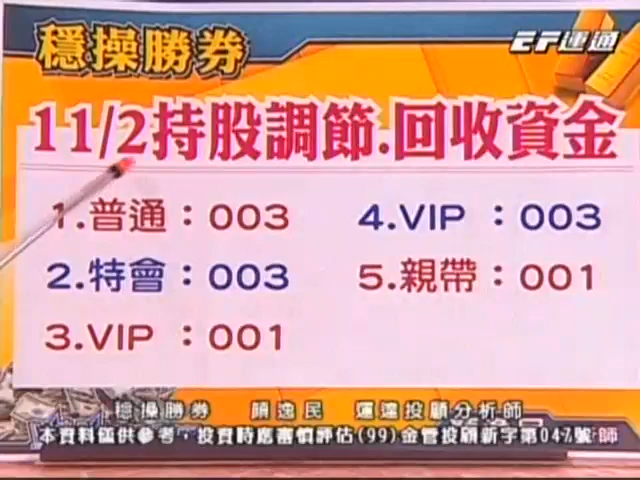 穩操勝券
EF運通
11/2持股調節.回收資金
1.普通：003
4.VIP ：003
2.特會：003
5.親帶：001
3.VIP ：001
穩操勝券 顏逸民 運達投顧分析師
本資料僅供參考，投資時應審慎評估(99)金管投顧新字第047號 師